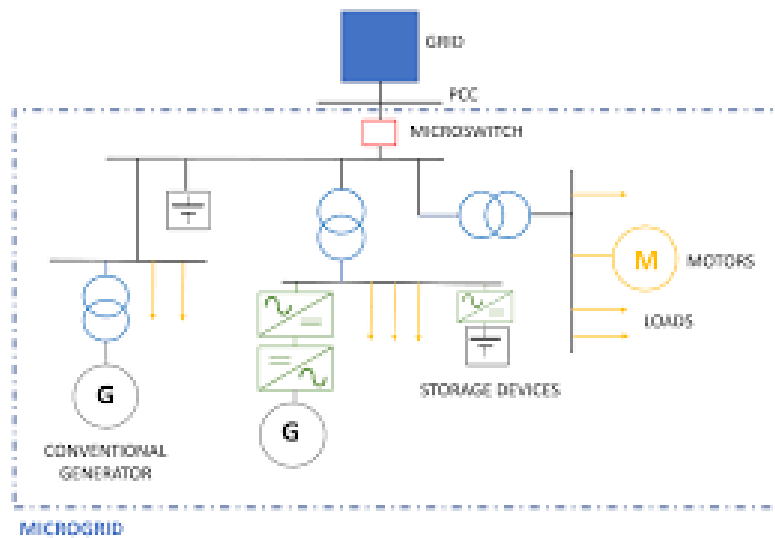 GRID
PCC
MICROSWITCH
M
MOTORS
LOADS
STORAGE DEVICES
G
G
CONVENTIONAL
GENERATOR
MICROGRID